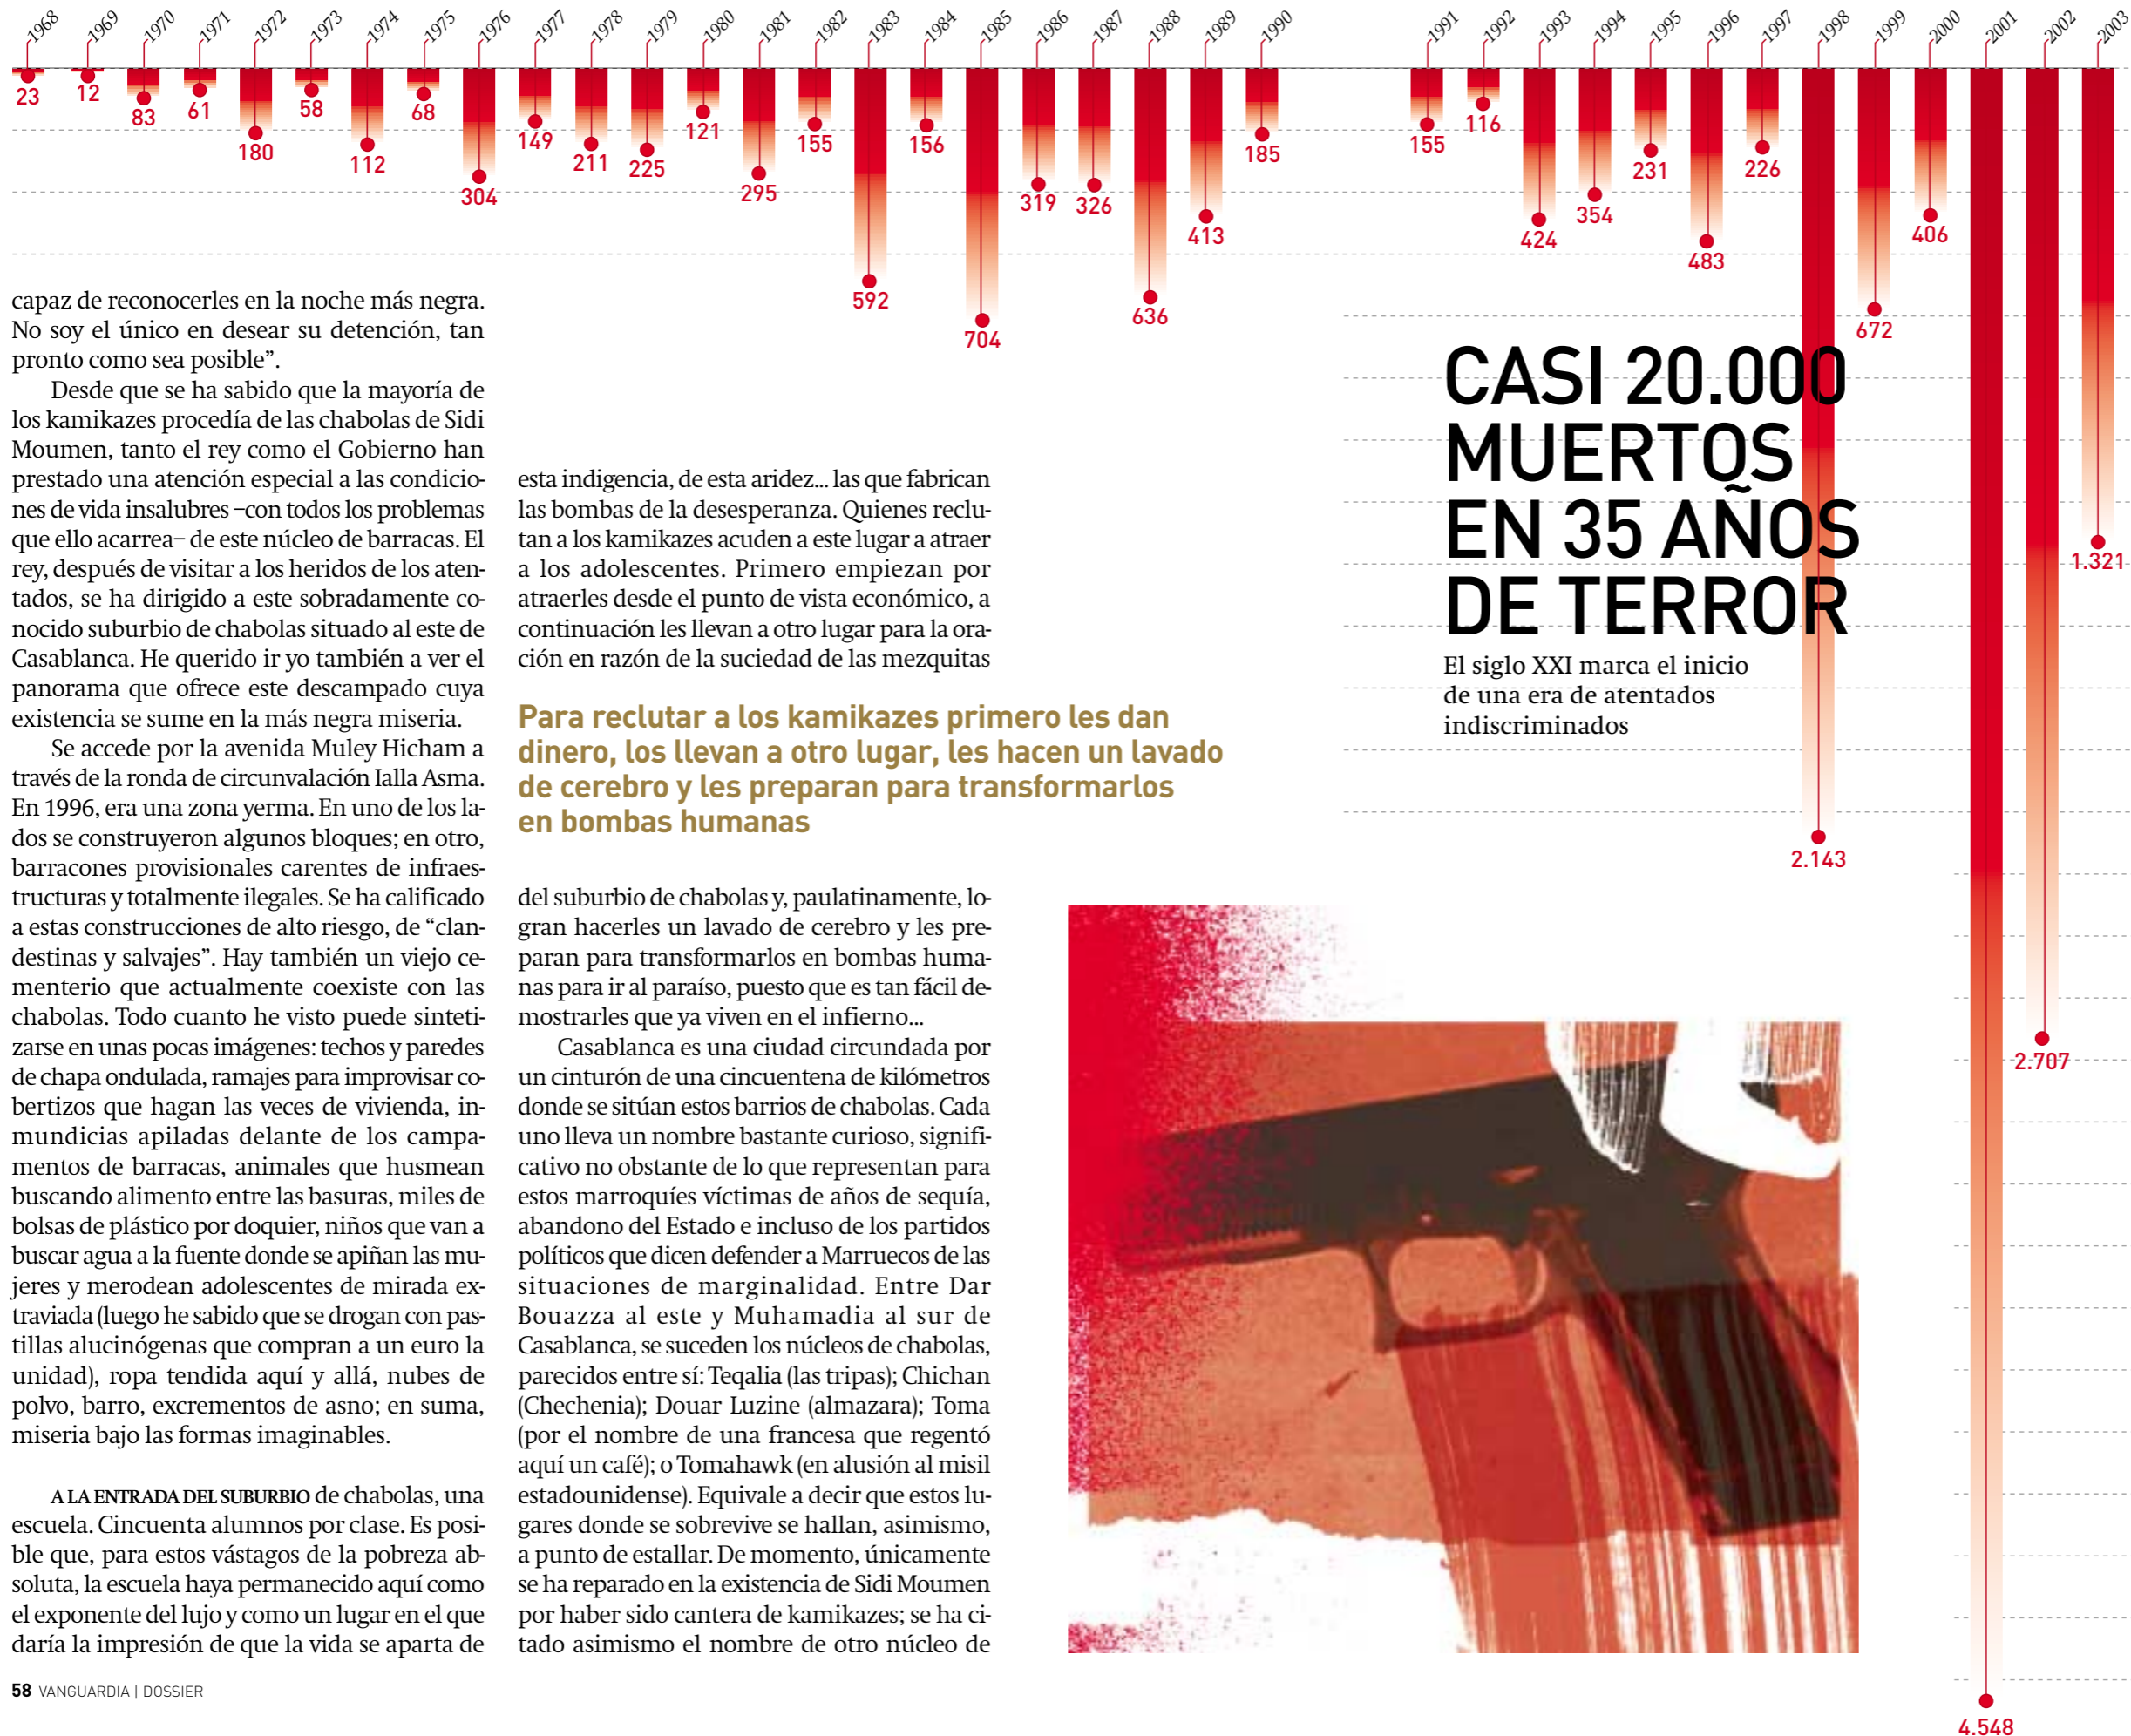 1968 1969 1970 1971 1972 1973 1974 1975 1976 1977 1978 1979 1980 1981 1982 1983 1984 1985 1986 1987 1988 1989 1990 1991 1992 1993 1994 1995 1996 1997 1998 1999 2000 2001 2002 2003
23 12 83 61 180 58 112 68 304 149 211 225 121 295 155 592 156 704 319 326 636 413 185 155 116 424 354 231 483 226 2.143 672 406 4.548 2.707 1.321
capaz de reconocerles en la noche más negra.
No soy el único en desear su detención, tan
pronto como sea posible”.
Desde que se ha sabido que la mayoría de
los kamikazes procedía de las chabolas de Sidi
Moumen, tanto el rey como el Gobierno han
prestado una atención especial a las condicio-
nes de vida insalubres –con todos los problemas
que ello acarrea– de este núcleo de barracas. El
rey, después de visitar a los heridos de los aten-
tados, se ha dirigido a este sobradamente co-
nocido suburbio de chabolas situado al este de
Casablanca. He querido ir yo también a ver el
panorama que ofrece este descampado cuya
existencia se sume en la más negra miseria.
Se accede por la avenida Muley Hicham a
través de la ronda de circunvalación Ialla Asma.
En 1996, era una zona yerma. En uno de los la-
dos se construyeron algunos bloques; en otro,
barracones provisionales carentes de infraes-
tructuras y totalmente ilegales. Se ha calificado
a estas construcciones de alto riesgo, de “clan-
destinas y salvajes”. Hay también un viejo ce-
menterio que actualmente coexiste con las
chabolas. Todo cuanto he visto puede sinteti-
zarse en unas pocas imágenes: techos y paredes
de chapa ondulada, ramajes para improvisar co-
bertizos que hagan las veces de vivienda, in-
mundicias apiladas delante de los campa-
mentos de barracas, animales que husmean
buscando alimento entre las basuras, miles de
bolsas de plástico por doquier, niños que van a
buscar agua a la fuente donde se apiñan las mu-
jeres y merodean adolescentes de mirada ex-
traviada (luego he sabido que se drogan con pas-
tillas alucinógenas que compran a un euro la
unidad), ropa tendida aquí y allá, nubes de
polvo, barro, excrementos de asno; en suma,
miseria bajo las formas imaginables.
A LA ENTRADA DEL SUBURBIO de chabolas, una
escuela. Cincuenta alumnos por clase. Es posi-
ble que, para estos vástagos de la pobreza ab-
soluta, la escuela haya permanecido aquí como
el exponente del lujo y como un lugar en el que
daría la impresión de que la vida se aparta de
esta indigencia, de esta aridez... las que fabrican
las bombas de la desesperanza. Quienes reclu-
tan a los kamikazes acuden a este lugar a atraer
a los adolescentes. Primero empiezan por
atraerles desde el punto de vista económico, a
continuación les llevan a otro lugar para la ora-
ción en razón de la suciedad de las mezquitas
Para reclutar a los kamikazes primero les dan
dinero, los llevan a otro lugar, les hacen un lavado
de cerebro y les preparan para transformarlos
en bombas humanas
del suburbio de chabolas y, paulatinamente, lo-
gran hacerles un lavado de cerebro y les pre-
paran para transformarlos en bombas huma-
nas para ir al paraíso, puesto que es tan fácil de-
mostrarles que ya viven en el infierno...
Casablanca es una ciudad circundada por
un cinturón de una cincuentena de kilómetros
donde se sitúan estos barrios de chabolas. Cada
uno lleva un nombre bastante curioso, signifi-
cativo no obstante de lo que representan para
estos marroquíes víctimas de años de sequía,
abandono del Estado e incluso de los partidos
políticos que dicen defender a Marruecos de las
situaciones de marginalidad. Entre Dar
Bouazza al este y Muhamadia al sur de
Casablanca, se suceden los núcleos de chabolas,
parecidos entre sí: Teqalia (las tripas); Chichan
(Chechenia); Douar Luzine (almazara); Toma
(por el nombre de una francesa que regentó
aquí un café); o Tomahawk (en alusión al misil
estadounidense). Equivale a decir que estos lu-
gares donde se sobrevive se hallan, asimismo,
a punto de estallar. De momento, únicamente
se ha reparado en la existencia de Sidi Moumen
por haber sido cantera de kamikazes; se ha ci-
tado asimismo el nombre de otro núcleo de
CASI 20.000
MUERTOS
EN 35 AÑOS
DE TERROR
El siglo XXI marca el inicio
de una era de atentados
indiscriminados
58 VANGUARDIA | DOSSIER